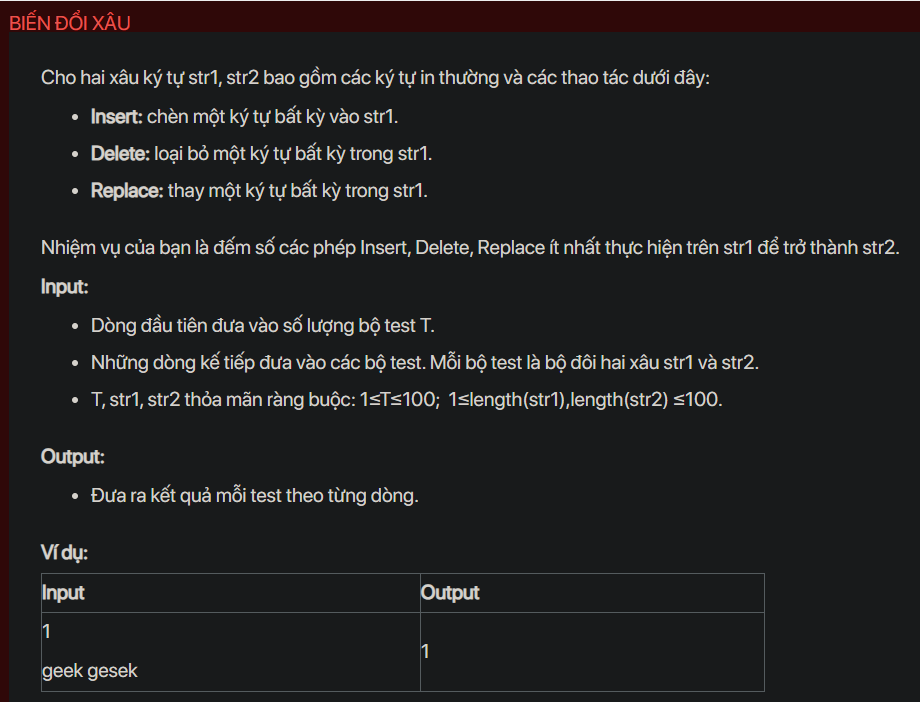 BIẾN ĐỔI XÂU
Cho hai xâu ký tự str1, str2 bao gồm các ký tự in thường và các thao tác dưới đây:
• Insert: chèn một ký tự bất kỳ vào str1.
• Delete: loại bỏ một ký tự bất kỳ trong str1.
• Replace: thay một ký tự bất kỳ trong str1.
Nhiệm vụ của bạn là đếm số các phép Insert, Delete, Replace ít nhất thực hiện trên str1 để trở thành str2.
Input:
• Dòng đầu tiên đưa vào số lượng bộ test T.
• Những dòng kế tiếp đưa vào các bộ test. Mỗi bộ test là bộ đôi hai xâu str1 và str2.
• T, str1, str2 thỏa mãn ràng buộc: 1≤T≤100; 1≤length(str1),length(str2) ≤100.
Output:
• Đưa ra kết quả mỗi test theo từng dòng.
Ví dụ:
Input Output
1
geek gesek
1